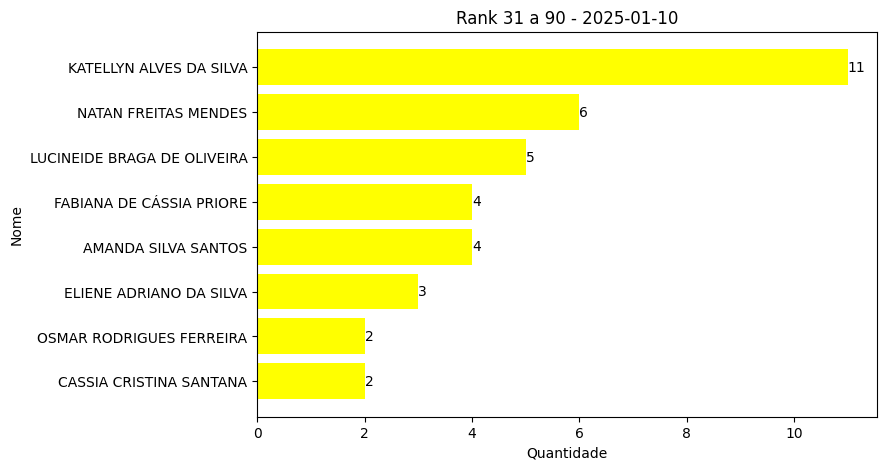 Rank 31 a 90 - 2025-01-10
KATELLYN ALVES DA SILVA 11
NATAN FREITAS MENDES 6
LUCINEIDE BRAGA DE OLIVEIRA 5
FABIANA DE CÁSSIA PRIORE 4
AMANDA SILVA SANTOS 4
ELIENE ADRIANO DA SILVA 3
OSMAR RODRIGUES FERREIRA 2
CASSIA CRISTINA SANTANA 2
Nome
0 2 4 6 8 10
Quantidade